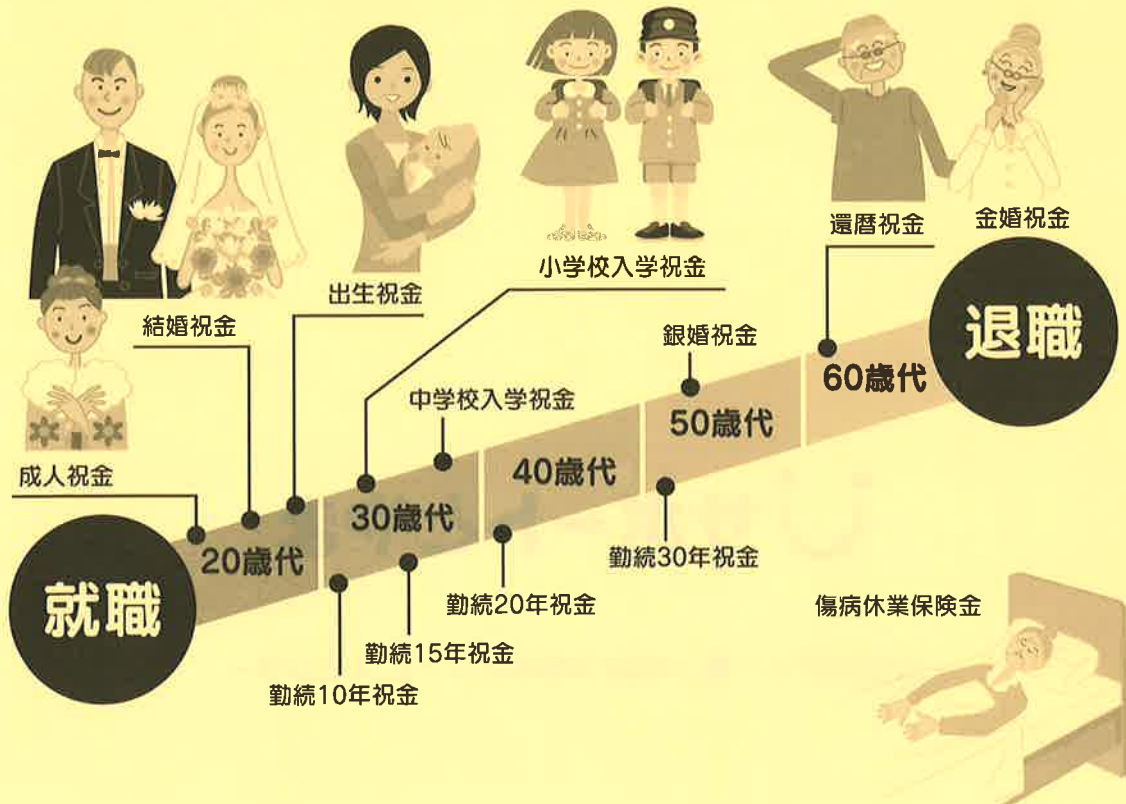 還暦祝金
金婚祝金
小学校入学祝金
出生祝金
結婚祝金
銀婚祝金
退職
60歳代
中学校入学祝金
50歳代
成人祝金
40歳代
30歳代
20歳代
勤続30年祝金
就職
勤続20年祝金
傷病休業保険金
勤続15年祝金
勤続10年祝金